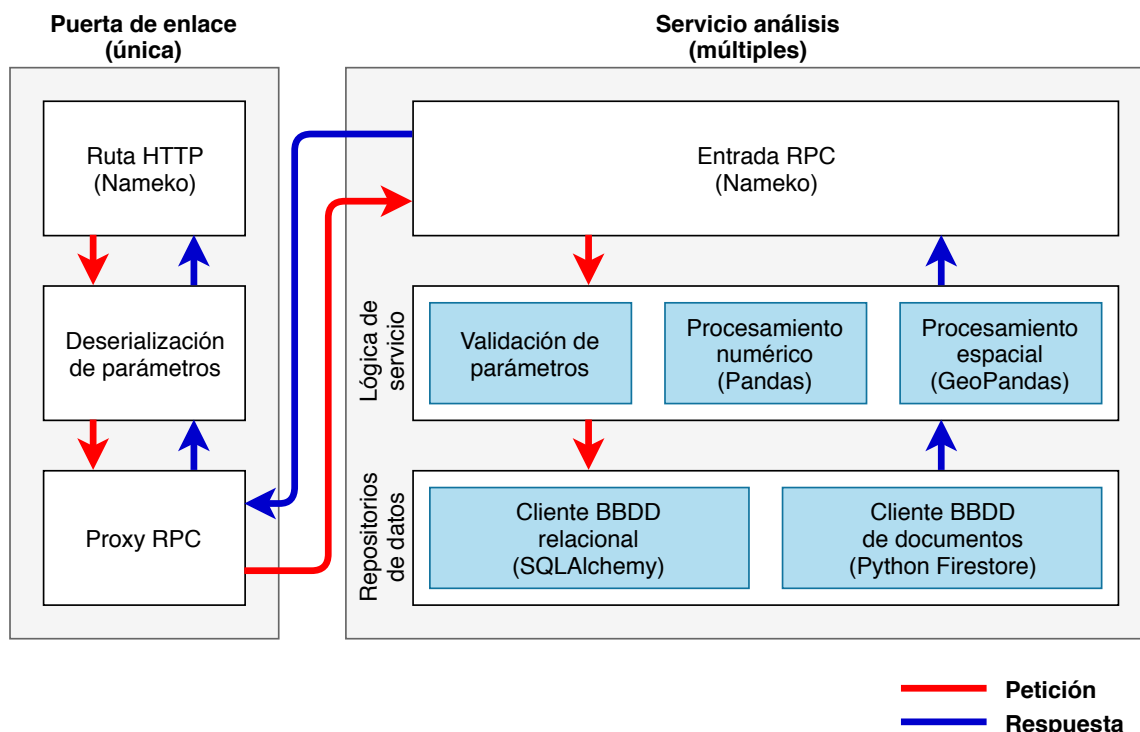 Puerta de enlace
(única)
Servicio análisis
(múltiples)
Ruta HTTP
(Nameko)
Deserialización
de parámetros
Proxy RPC
Entrada RPC
(Nameko)
Lógica de
servicio
Validación de
parámetros
Procesamiento
numérico
(Pandas)
Procesamiento
espacial
(GeoPandas)
Repositorios
de datos
Cliente BBDD
relacional
(SQLAlchemy)
Cliente BBDD
de documentos
(Python Firestore)
Petición
Respuesta